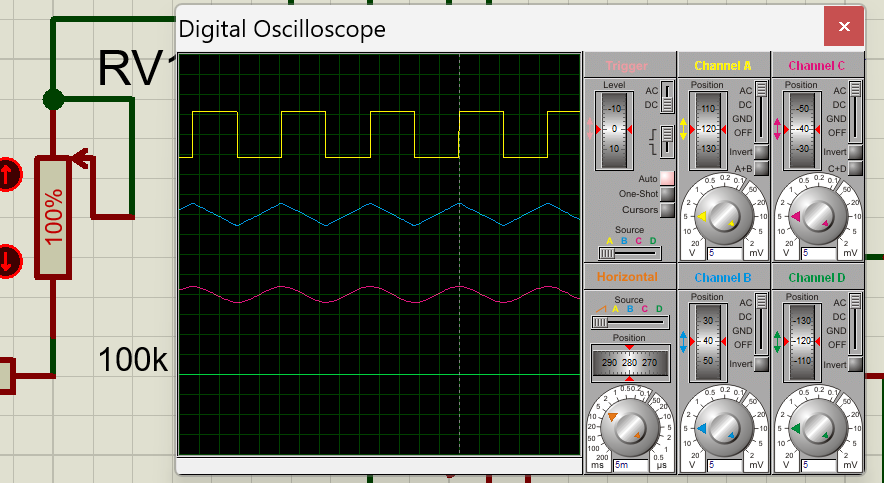 Digital Oscilloscope
RV1
100%
100k
Trigger
Level
-10
0
10
AC
DC
Auto
One-Shot
Cursors
Source
A B C D
Channel A
Position
110
-120
130
AC
DC
GND
OFF
Invert
A+B
V 5 mV
Channel C
Position
-50
-40
-30
AC
DC
GND
OFF
Invert
C+D
V 5 mV
Horizontal
Source
A B C D
Position
290 280 270
ms 5m µs
Channel B
Position
30
40
50
AC
DC
GND
OFF
Invert
V 5 mV
Channel D
Position
-130
-120
-110
AC
DC
GND
OFF
Invert
V 5 mV